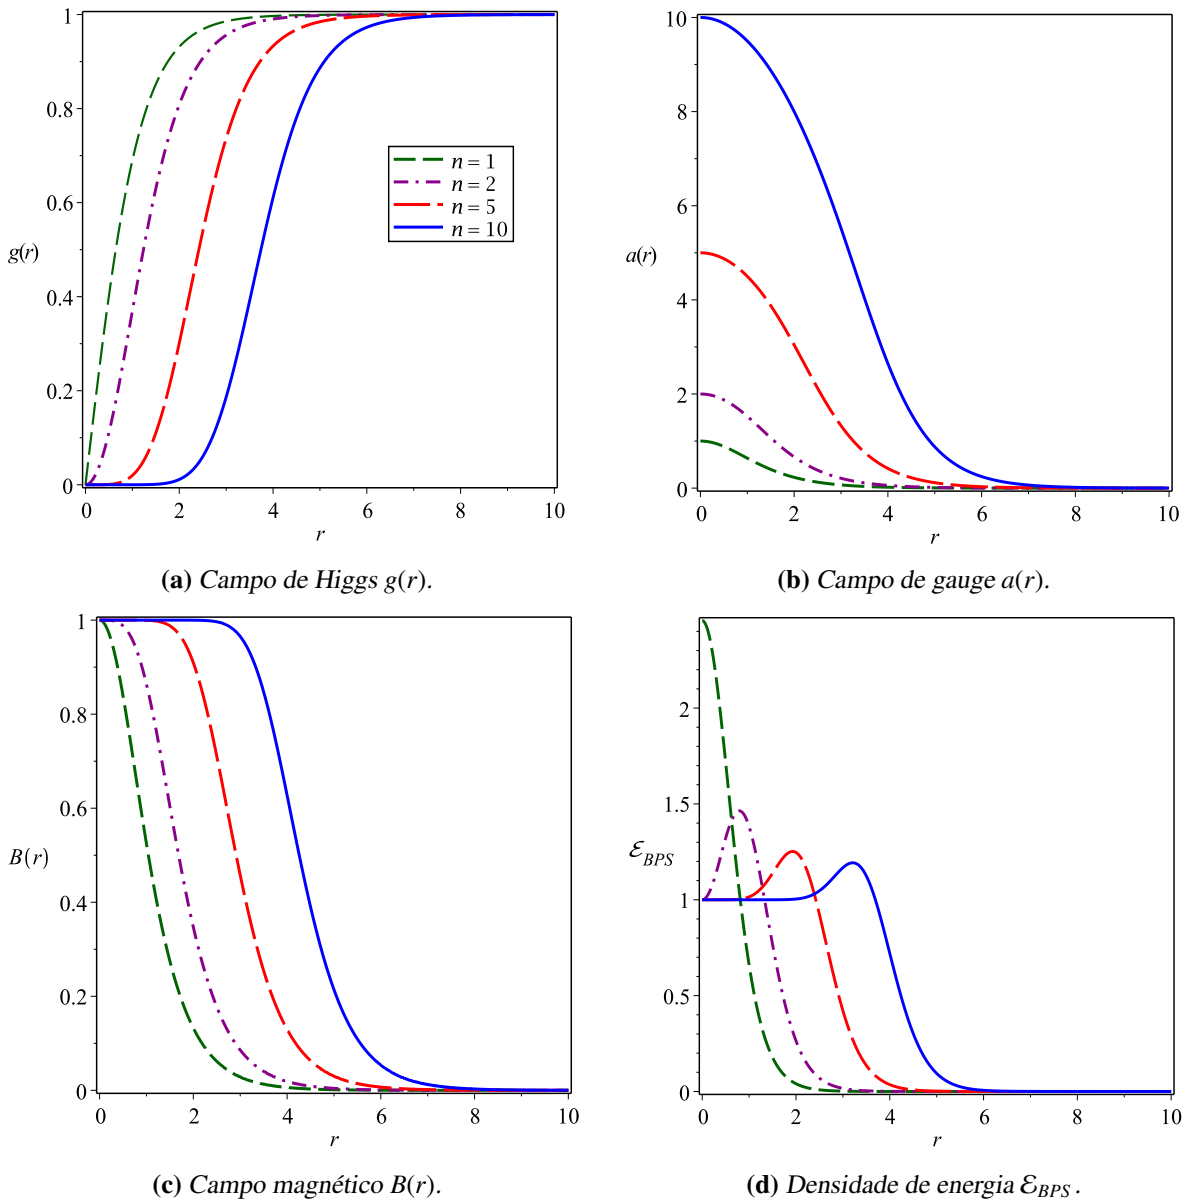 1
0.8
0.6
g(r)
0.4
0.2
0
0 2 4 6 8 10
r
n = 1
n = 2
n = 5
n = 10
(a) Campo de Higgs g(r).
10
8
6
a(r)
4
2
0
0 2 4 6 8 10
r
(b) Campo de gauge a(r).
1
0.8
0.6
B(r)
0.4
0.2
0
0 2 4 6 8 10
r
(c) Campo magnético B(r).
2
1.5
ℰ_BPS
1
0.5
0
0 2 4 6 8 10
r
(d) Densidade de energia ℰ_BPS.